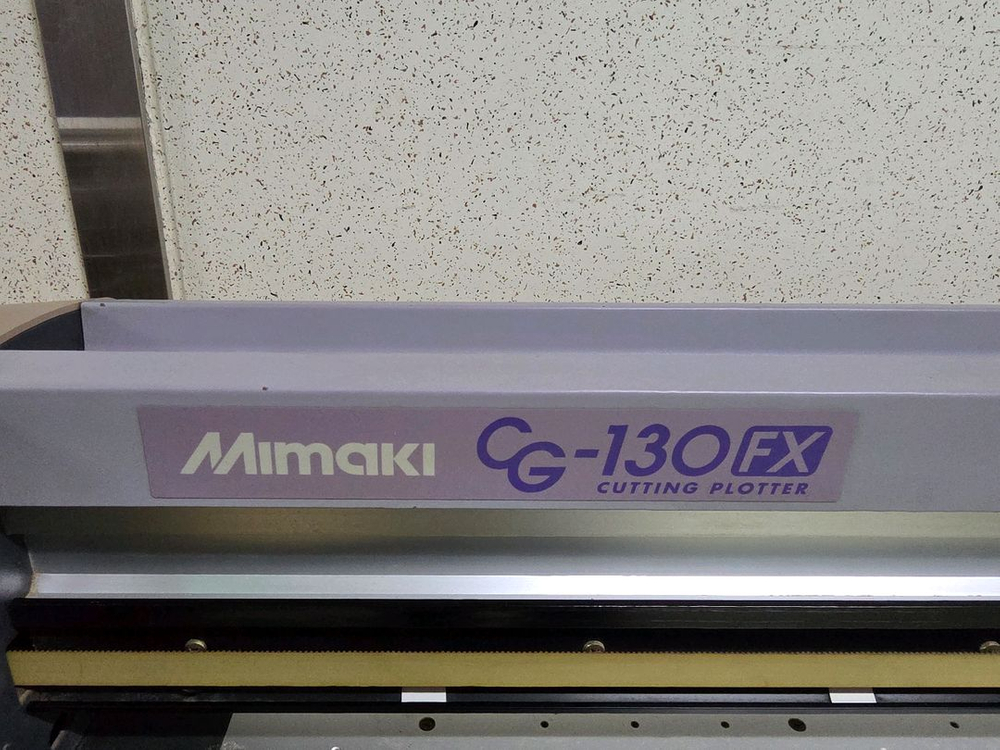 Mimaki CG-130FX
CUTTING PLOTTER